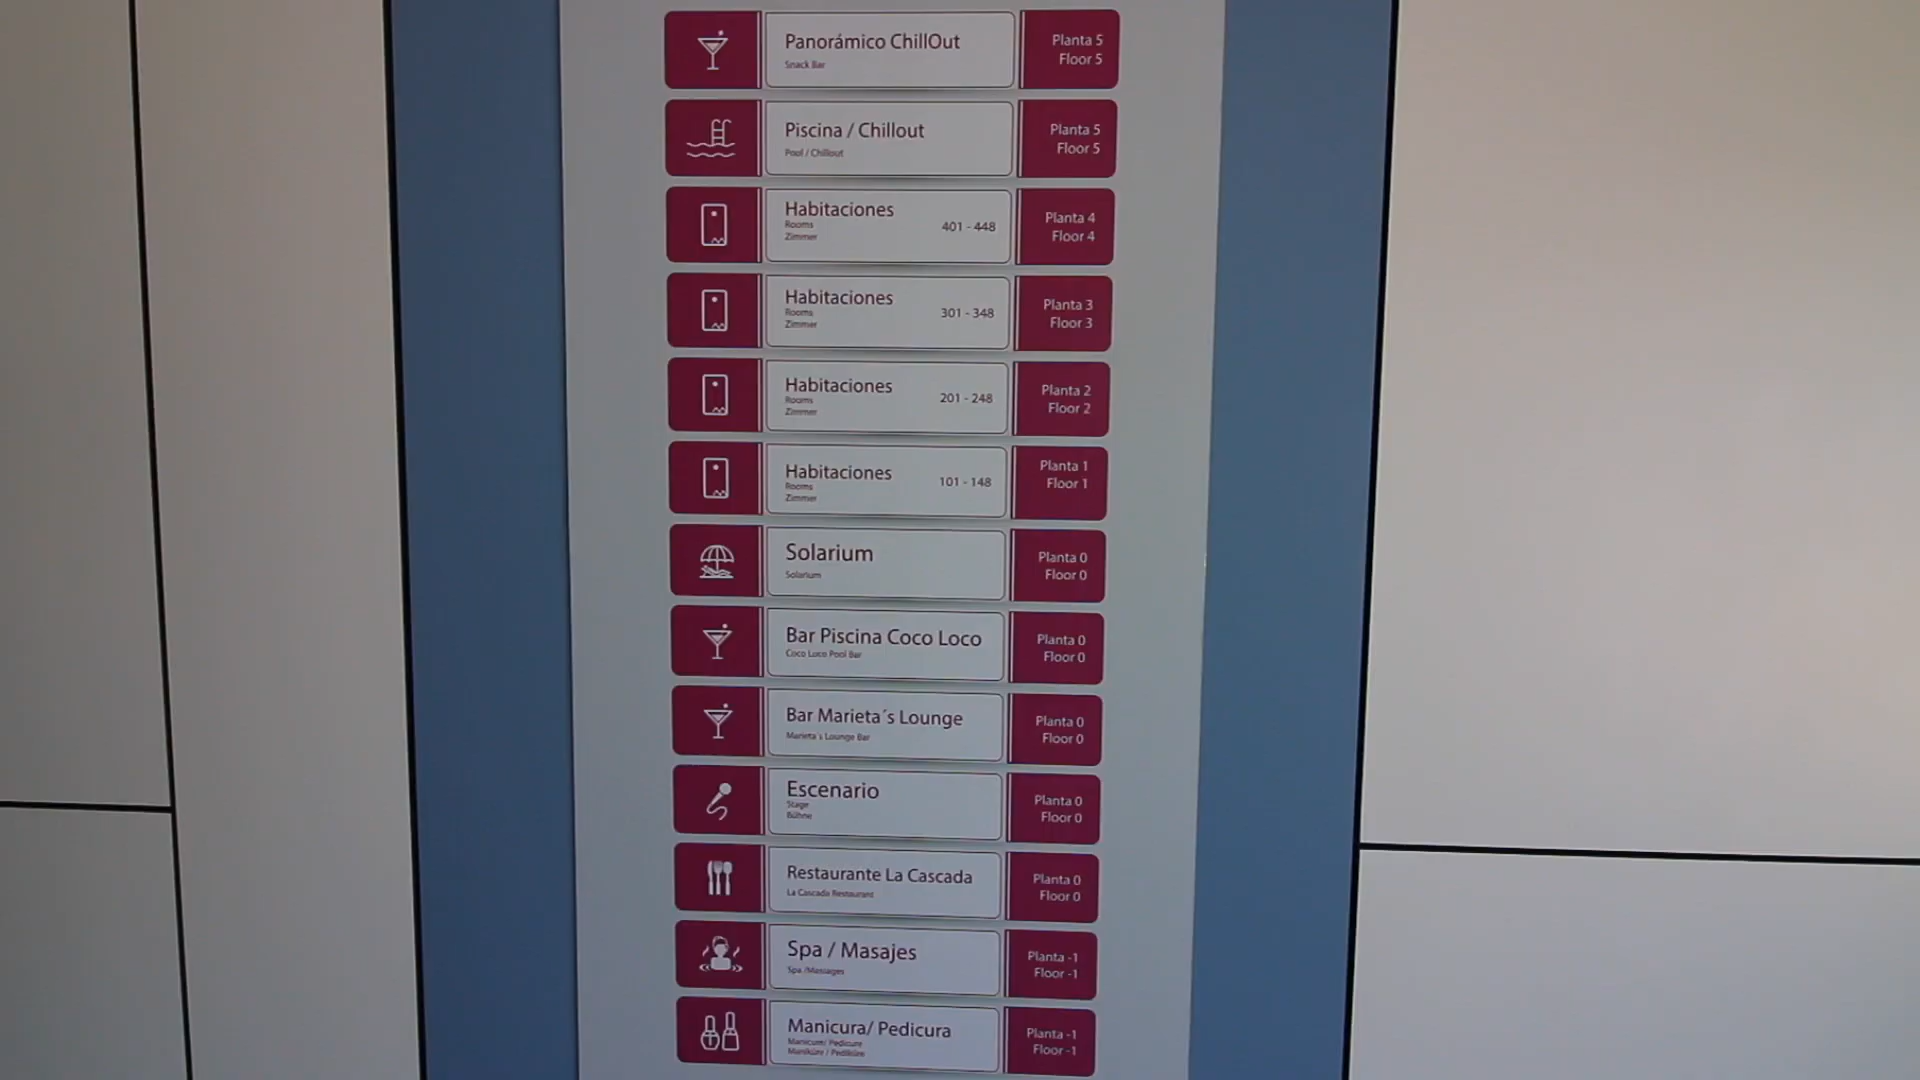 Panorámico ChillOut
Snack Bar
Planta 5
Floor 5
Piscina / Chillout
Pool / Chillout
Planta 5
Floor 5
Habitaciones
Rooms
Zimmer
401 - 448
Planta 4
Floor 4
Habitaciones
Rooms
Zimmer
301 - 348
Planta 3
Floor 3
Habitaciones
Rooms
Zimmer
201 - 248
Planta 2
Floor 2
Habitaciones
Rooms
Zimmer
101 - 148
Planta 1
Floor 1
Solarium
Solarium
Planta 0
Floor 0
Bar Piscina Coco Loco
Coco Loco Pool Bar
Planta 0
Floor 0
Bar Marieta´s Lounge
Marieta´s Lounge Bar
Planta 0
Floor 0
Escenario
Stage
Bühne
Planta 0
Floor 0
Restaurante La Cascada
La Cascada Restaurant
Planta 0
Floor 0
Spa / Masajes
Spa /Massages
Planta -1
Floor -1
Manicura/ Pedicura
Manicure/ Pedicure
Maniküre / Pediküre
Planta -1
Floor -1